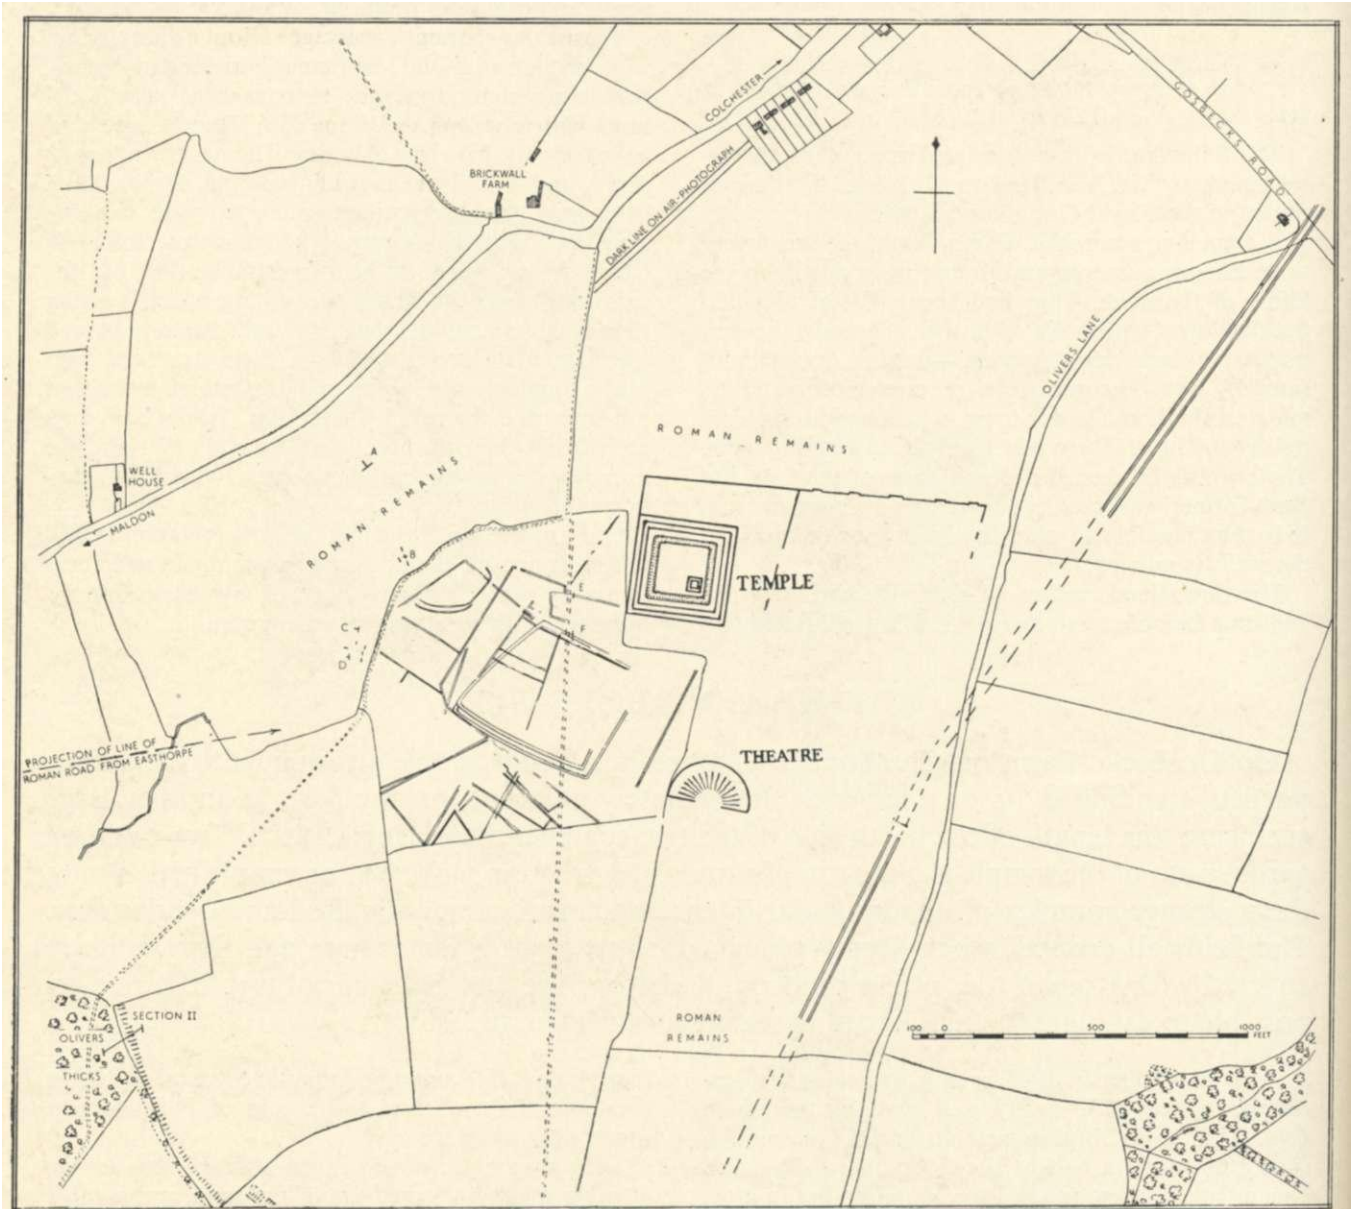 COLCHESTER
GOSBECKS ROAD
BRICKWALL
FARM
DARK LINE ON AIR-PHOTOGRAPH
OLIVERS LANE
ROMAN REMAINS
A
WELL
HOUSE
ROMAN REMAINS
MALDON
B
TEMPLE
E
C
F
D
PROJECTION OF LINE OF
ROMAN ROAD FROM EASTHORPE
THEATRE
SECTION II
ROMAN
REMAINS
100 0 500 1000
FEET
OLIVERS
THICKS